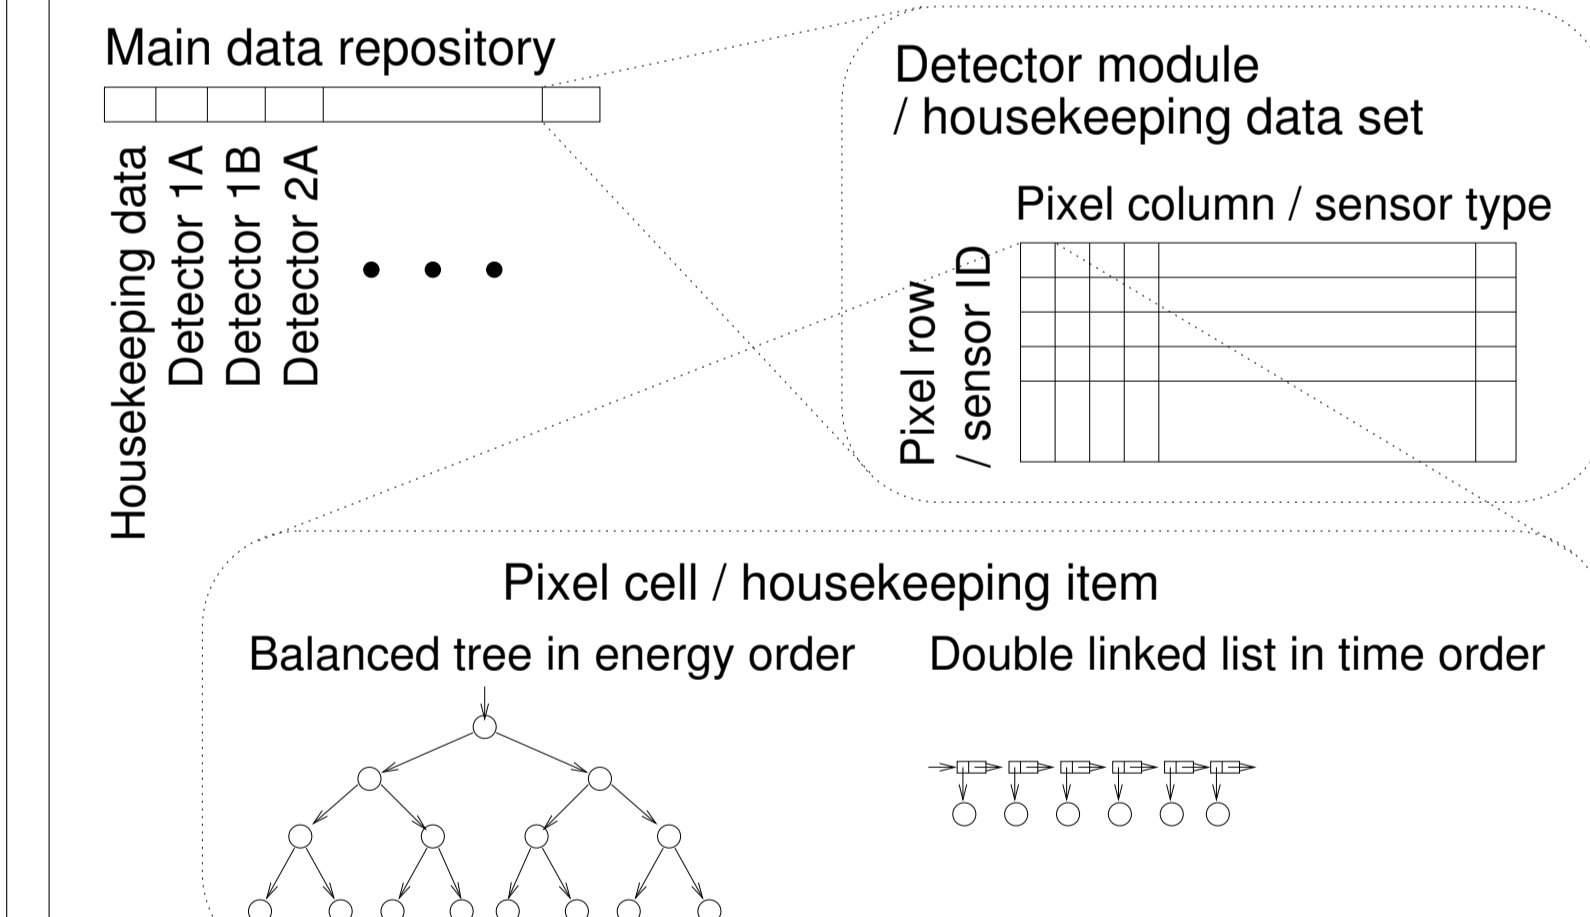 Main data repository
Housekeeping data
Detector 1A
Detector 1B
Detector 2A
Detector module
/ housekeeping data set
Pixel column / sensor type
Pixel row
/ sensor ID
Pixel cell / housekeeping item
Balanced tree in energy order
Double linked list in time order